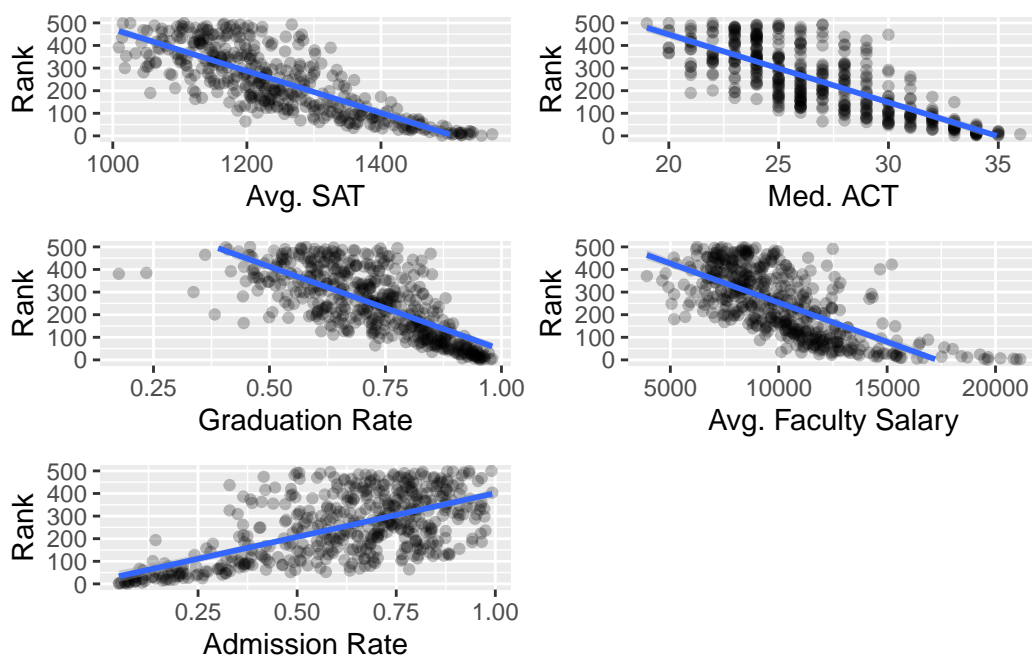 Rank
500
400
300
200
100
0
1000 1200 1400
Avg. SAT
Rank
500
400
300
200
100
0
20 25 30 35
Med. ACT
Rank
500
400
300
200
100
0
0.25 0.50 0.75 1.00
Graduation Rate
Rank
500
400
300
200
100
0
5000 10000 15000 20000
Avg. Faculty Salary
Rank
500
400
300
200
100
0
0.25 0.50 0.75 1.00
Admission Rate